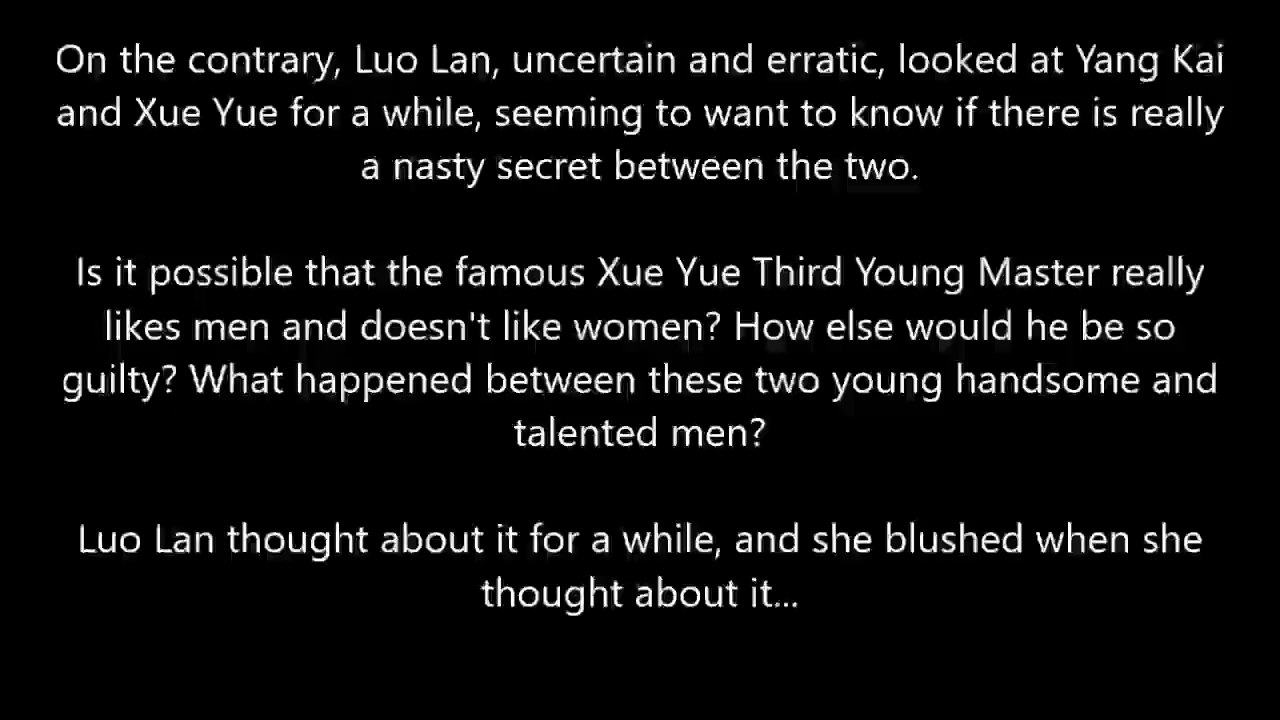 On the contrary, Luo Lan, uncertain and erratic, looked at Yang Kai
and Xue Yue for a while, seeming to want to know if there is really
a nasty secret between the two.
Is it possible that the famous Xue Yue Third Young Master really
likes men and doesn't like women? How else would he be so
guilty? What happened between these two young handsome and
talented men?
Luo Lan thought about it for a while, and she blushed when she
thought about it...